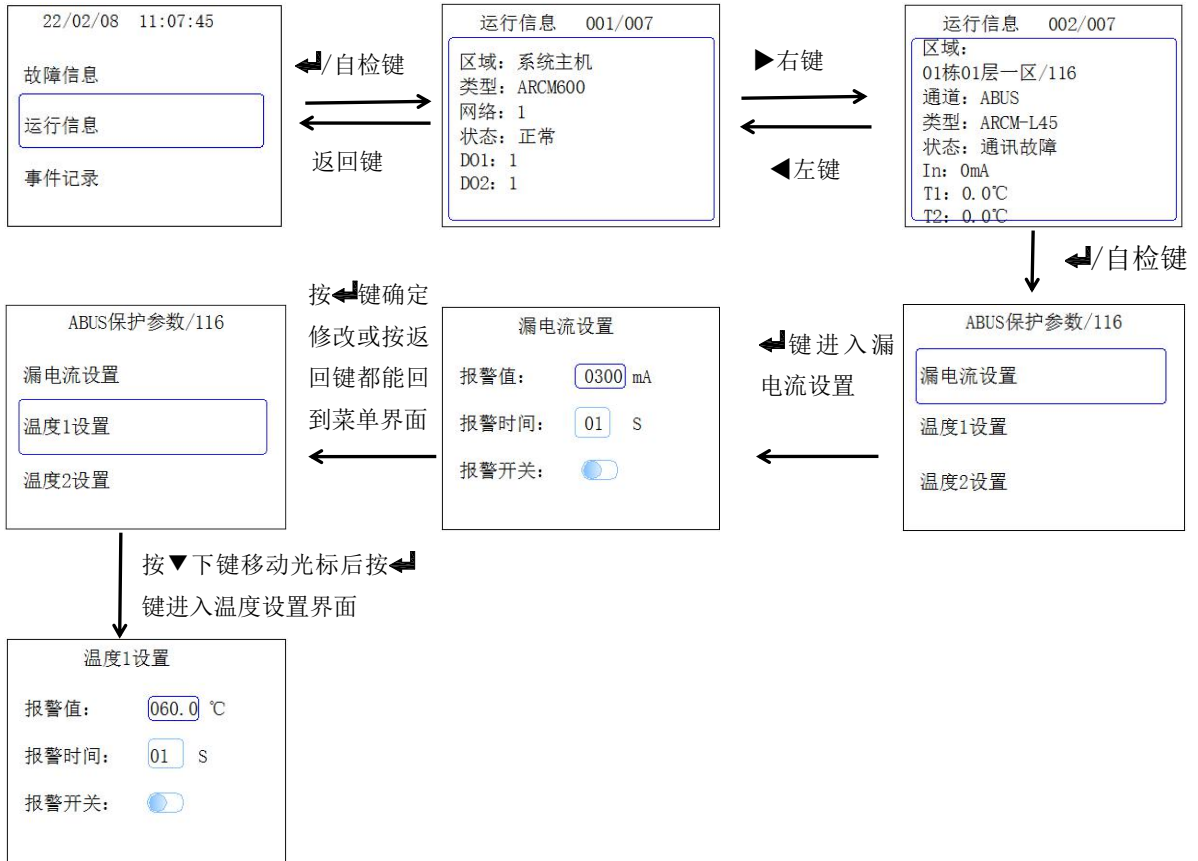 22/02/08 11:07:45
故障信息
运行信息
事件记录
/自检键
返回键
运行信息 001/007
区域: 系统主机
类型: ARCM600
网络: 1
状态: 正常
DO1: 1
DO2: 1
▶右键
◀左键
运行信息 002/007
区域:
01栋01层一区/116
通道: ABUS
类型: ARCM-L45
状态: 通讯故障
In: 0mA
T1: 0.0℃
T2: 0.0℃
/自检键
ABUS保护参数/116
漏电流设置
温度1设置
温度2设置
键进入漏
电流设置
漏电流设置
报警值: 0300 mA
报警时间: 01 S
报警开关:
按键确定
修改或按返
回键都能回
到菜单界面
ABUS保护参数/116
漏电流设置
温度1设置
温度2设置
按▼下键移动光标后按
键进入温度设置界面
温度1设置
报警值: 060.0 ℃
报警时间: 01 S
报警开关: